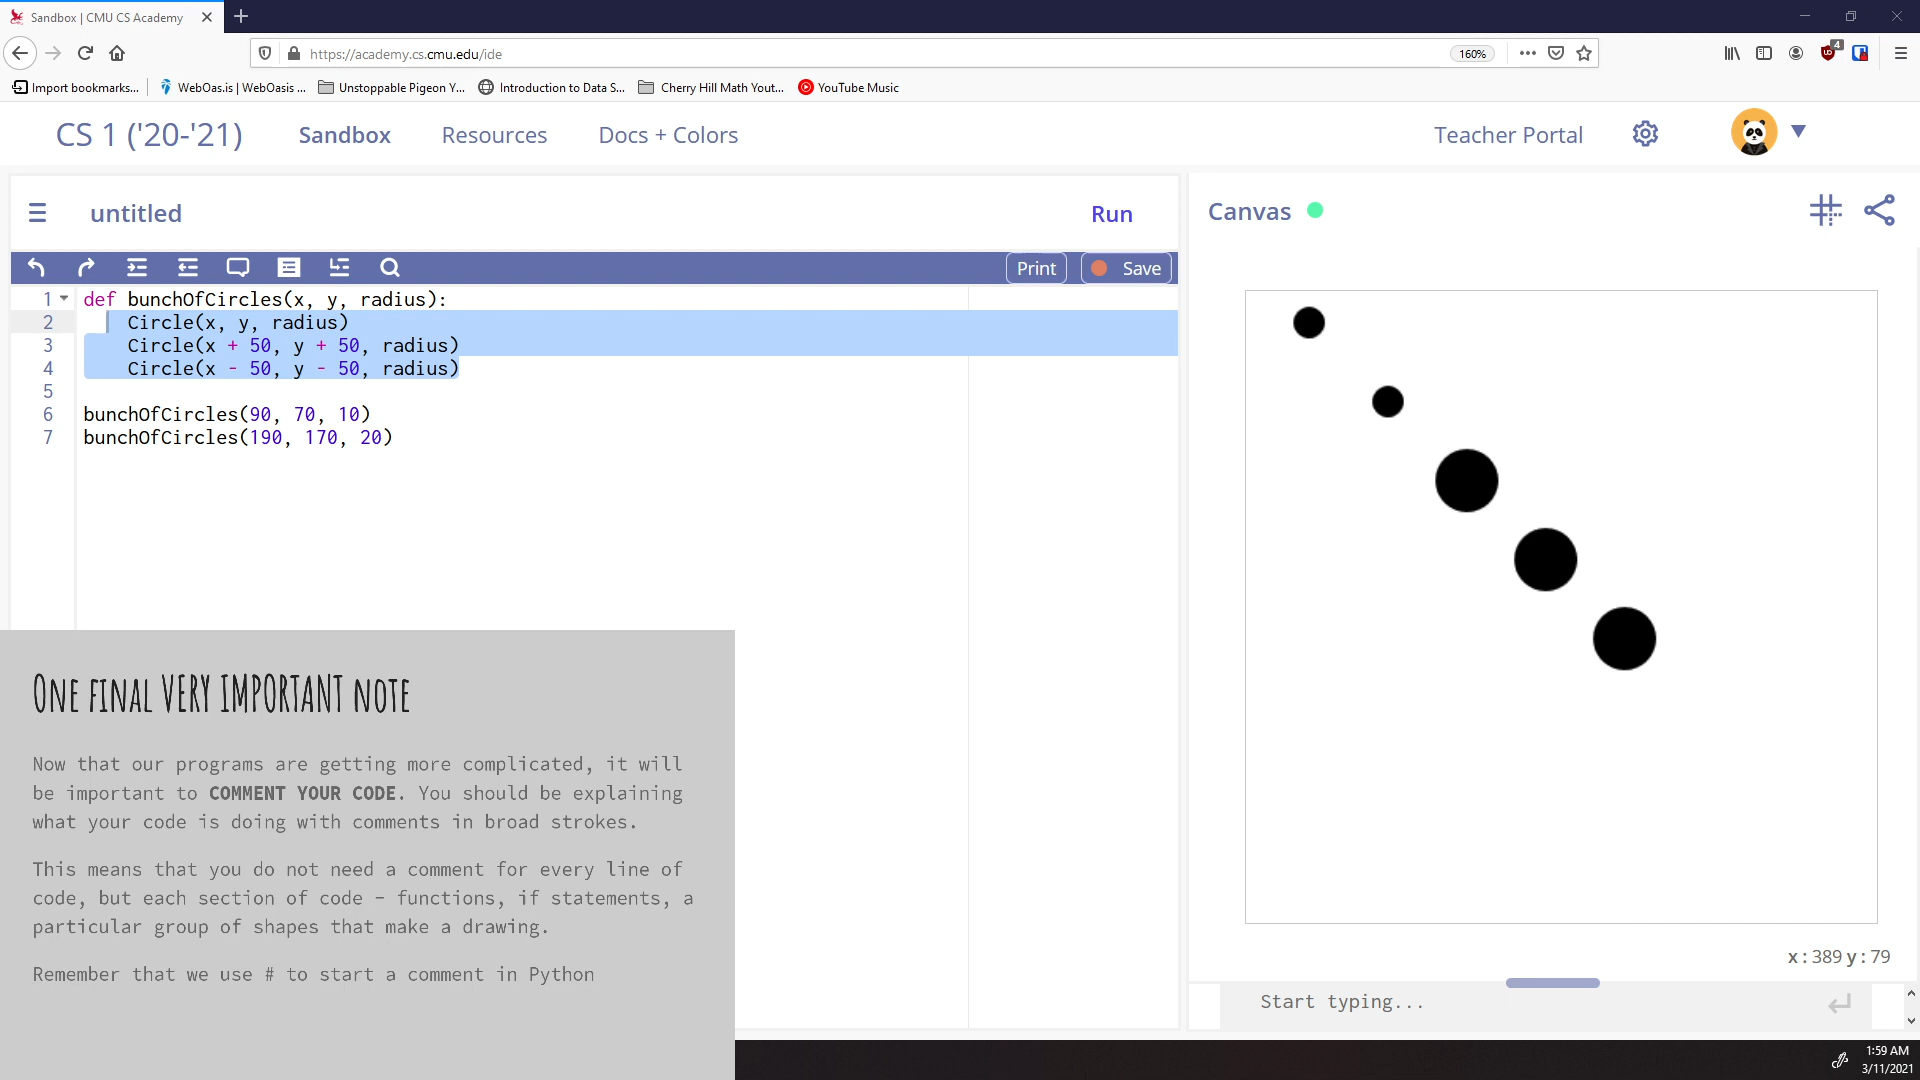 Sandbox | CMU CS Academy
https://academy.cs.cmu.edu/ide
160%
4
Import bookmarks...
WebOas.is | WebOasis ...
Unstoppable Pigeon Y...
Introduction to Data S...
Cherry Hill Math Yout...
YouTube Music
CS 1 ('20-'21)
Sandbox
Resources
Docs + Colors
Teacher Portal
untitled
Run
Canvas
Print
Save
1 def bunchOfCircles(x, y, radius):
2 Circle(x, y, radius)
3 Circle(x + 50, y + 50, radius)
4 Circle(x - 50, y - 50, radius)
5
6 bunchOfCircles(90, 70, 10)
7 bunchOfCircles(190, 170, 20)
One final VERY IMPORTANT note
Now that our programs are getting more complicated, it will
be important to COMMENT YOUR CODE. You should be explaining
what your code is doing with comments in broad strokes.
This means that you do not need a comment for every line of
code, but each section of code - functions, if statements, a
particular group of shapes that make a drawing.
Remember that we use # to start a comment in Python
x:389 y:79
Start typing...
1:59 AM
3/11/2021